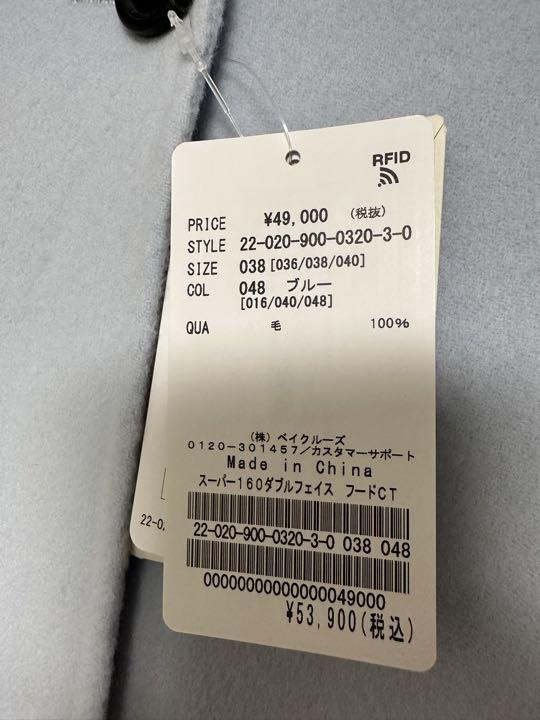 RFID
PRICE ¥49,000 (税抜)
STYLE 22-020-900-0320-3-0
SIZE 038 [036/038/040]
COL 048 ブルー
[016/040/048]
QUA 毛 100%
(株) ベイクルーズ
0120-301457/カスタマーサポート
Made in China
スーパー160ダブルフェイス フードCT
22-020-900-0320-3-0 038 048
00000000000000049000
¥53,900(税込)
22-0